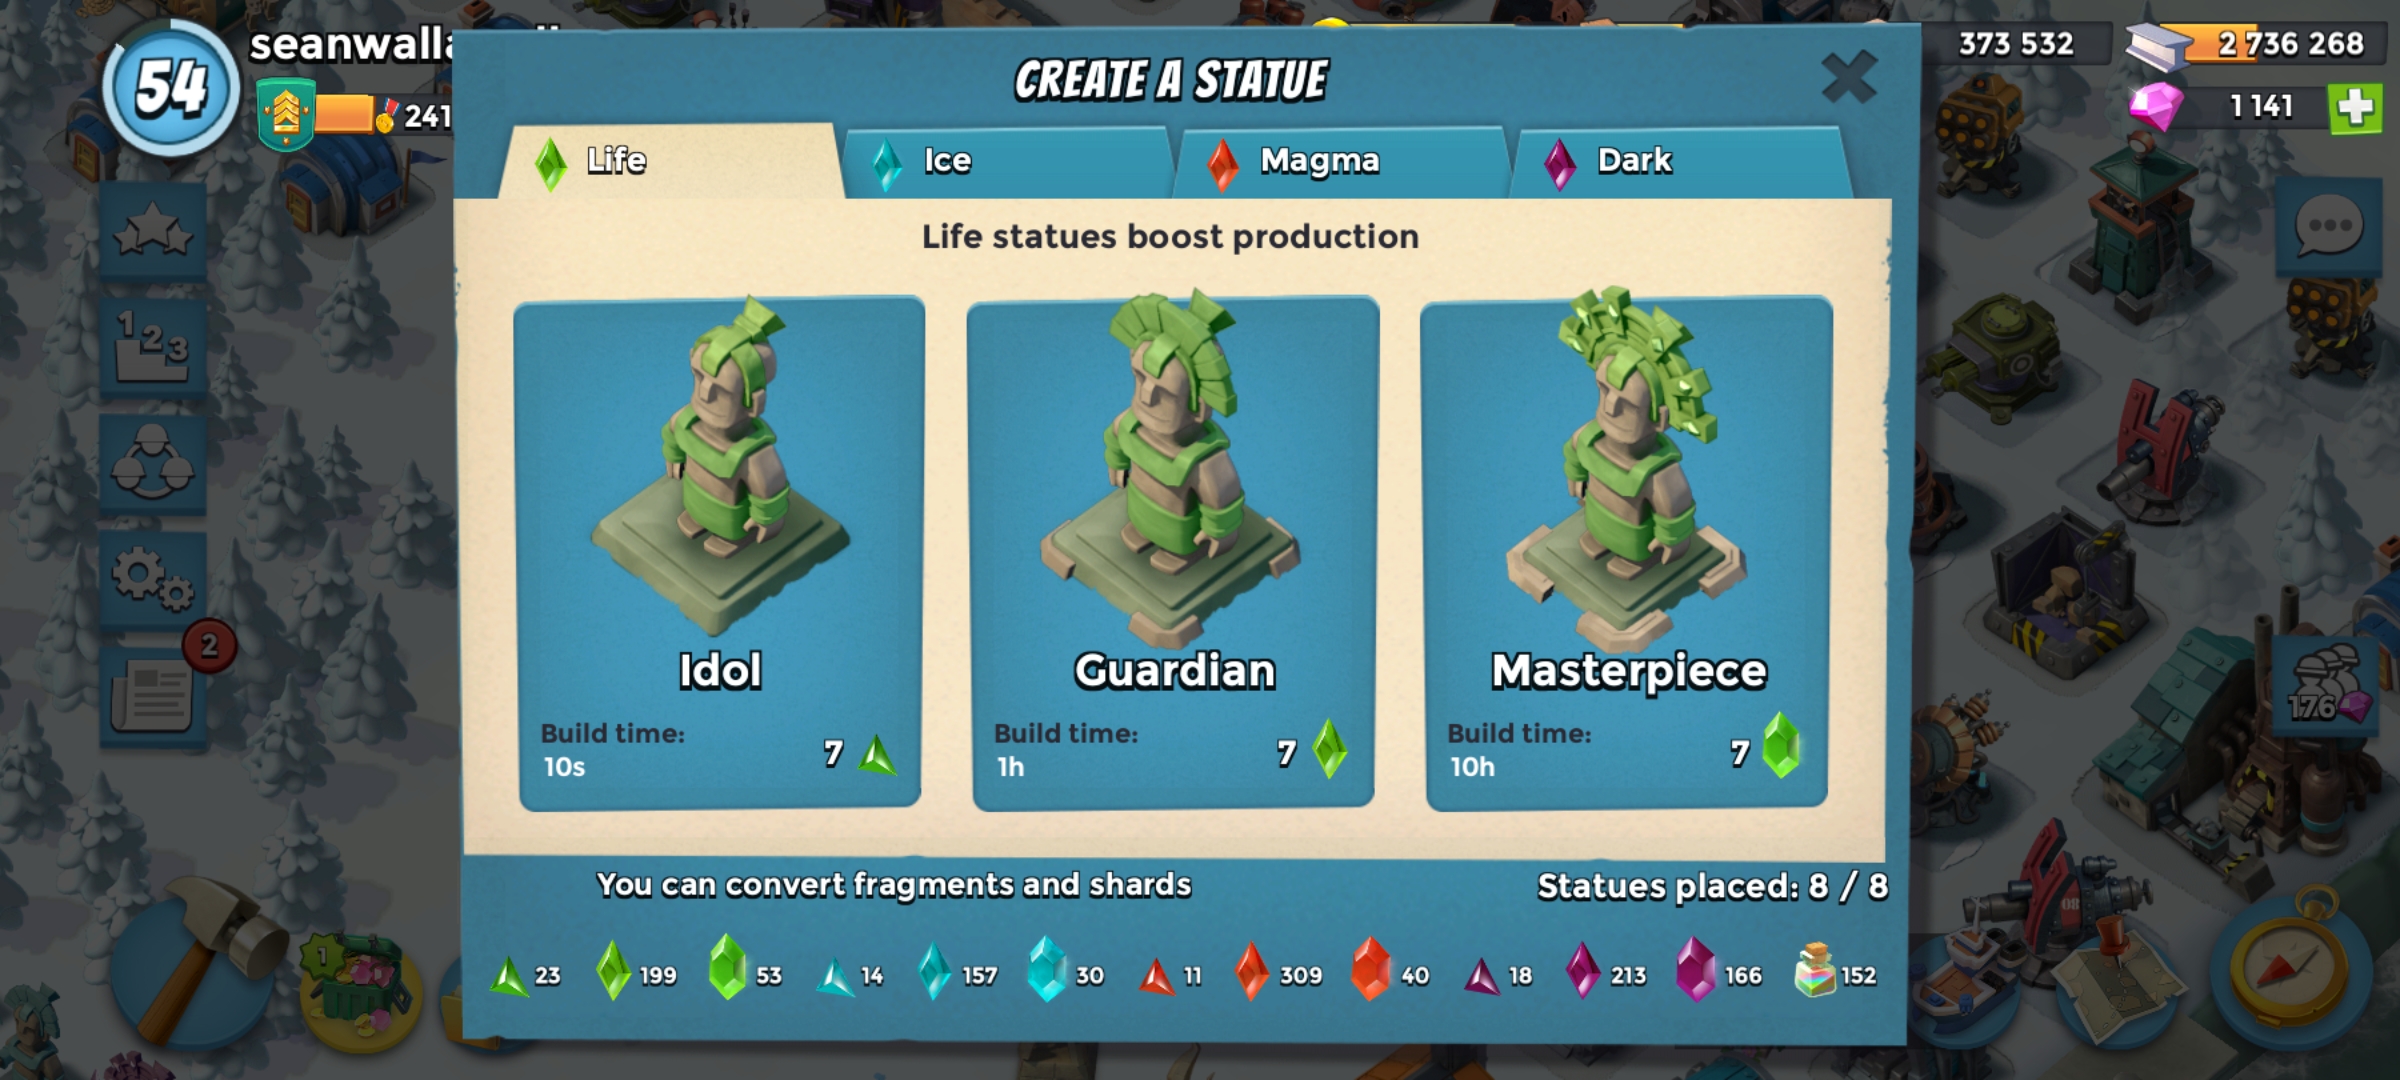 54
241
373 532
2 736 268
1 141
CREATE A STATUE
Life
Ice
Magma
Dark
Life statues boost production
Idol
Build time:
10s
7
Guardian
Build time:
1h
7
Masterpiece
Build time:
10h
7
1 2 3
2
176
You can convert fragments and shards
Statues placed: 8 / 8
1
23 199 53 14 157 30 11 309 40 18 213 166 152